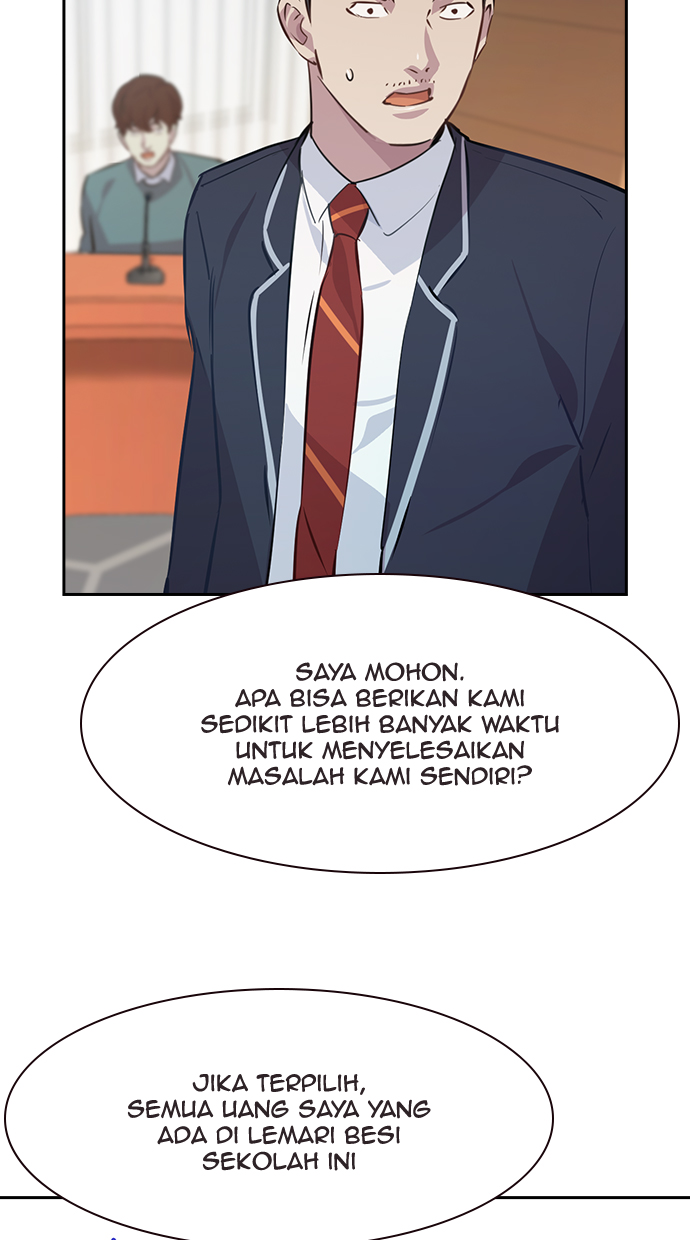 SAYA MOHON.
APA BISA BERIKAN KAMI
SEDIKIT LEBIH BANYAK WAKTU
UNTUK MENYELESAIKAN
MASALAH KAMI SENDIRI?
JIKA TERPILIH,
SEMUA UANG SAYA YANG
ADA DI LEMARI BESI
SEKOLAH INI